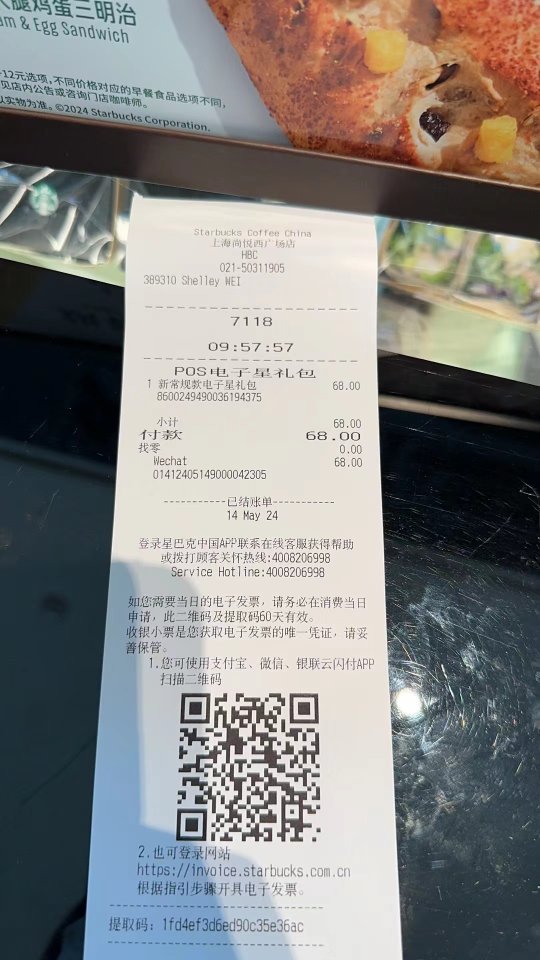 腿鸡蛋三明治
am & Egg Sandwich
-12元选项,不同价格对应的早餐食品选项不同,
见店内公告或咨询门店咖啡师。
以实物为准。©2024 Starbucks Corporation.
Starbucks Coffee China
上海尚悦西广场店
HBC
021-50311905
389310 Shelley WEI
7118
09:57:57
POS电子星礼包
1 新常规款电子星礼包 68.00
8600249490036194375
小计 68.00
付款 68.00
找零 0.00
Wechat 68.00
01412405149000042305
-----------已结账单-----------
14 May 24
登录星巴克中国APP联系在线客服获得帮助
或拨打顾客关怀热线:4008206998
Service Hotline:4008206998
如您需要当日的电子发票，请务必在消费当日
申请，此二维码及提取码60天有效。
收银小票是您获取电子发票的唯一凭证，请妥
善保管。
1.您可使用支付宝、微信、银联云闪付APP
扫描二维码
2.也可登录网站
https://invoice.starbucks.com.cn
根据指引步骤开具电子发票。
提取码：1fd4ef3d6ed90c35e36ac